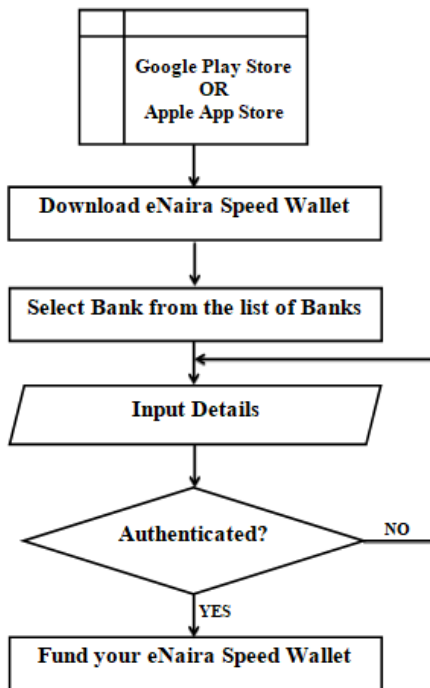 Google Play Store
OR
Apple App Store
Download eNaira Speed Wallet
Select Bank from the list of Banks
Input Details
Authenticated?
NO
YES
Fund your eNaira Speed Wallet